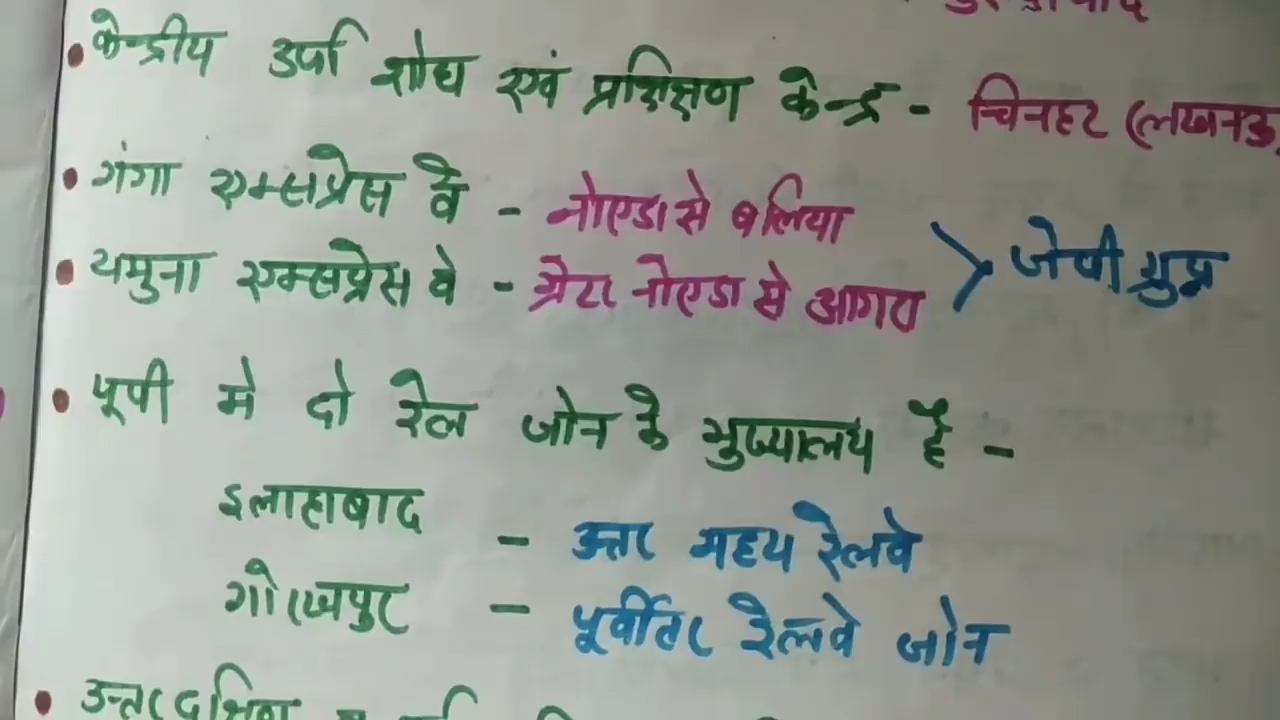 • केन्द्रीय उर्जा शोध एवं प्रशिक्षण केन्द्र - चिनहट (लखनऊ
• गंगा एक्सप्रेस वे - नोएडा से बलिया
• यमुना एक्सप्रेस वे - ग्रेटर नोएडा से आगरा > जेपी ग्रुप
• यूपी मे दो रेल जोन के मुख्यालय है -
इलाहाबाद - उत्तर मध्य रेलवे
गोरखपुर - पूर्वोत्तर रेलवे जोन